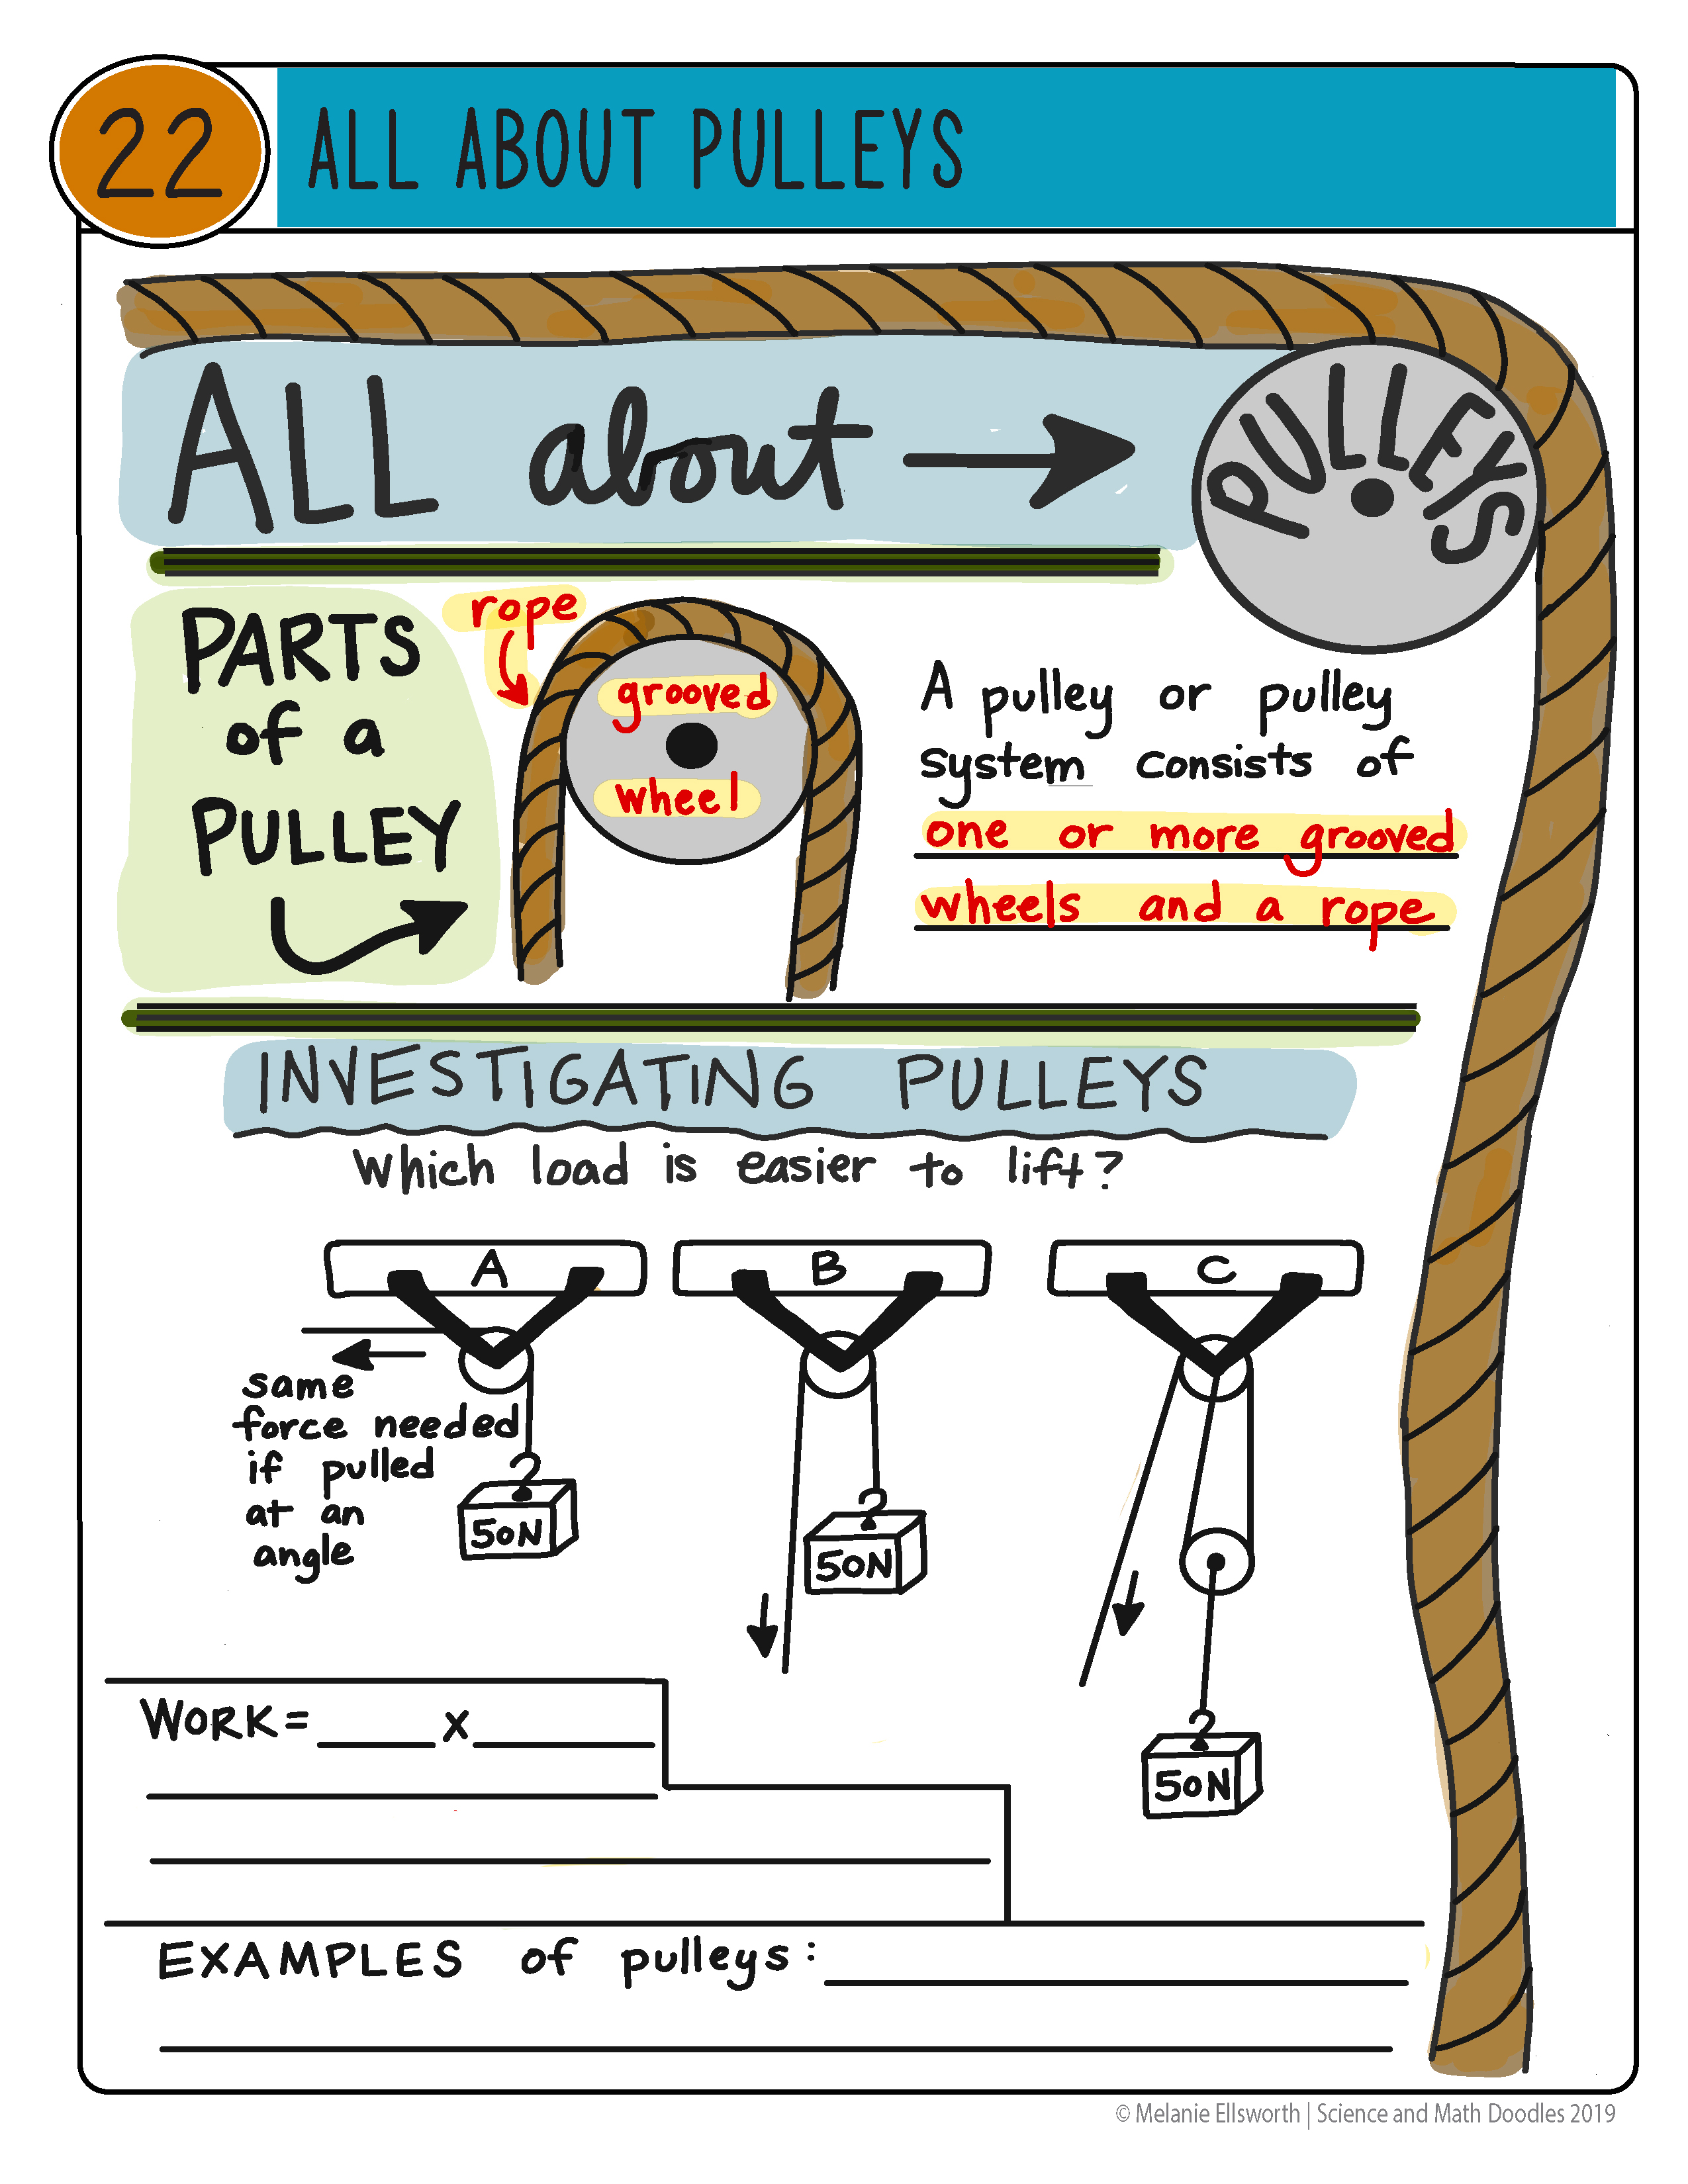 22
ALL ABOUT PULLEYS
ALL about
PULLEYS
PARTS
of a
PULLEY
rope
grooved
wheel
A pulley or pulley
system consists of
one or more grooved
wheels and a rope
INVESTIGATING PULLEYS
Which load is easier to lift?
A
B
C
same
force needed
if pulled
at an
angle
50N
50N
50N
WORK = ____ x ____
EXAMPLES of pulleys:
© Melanie Ellsworth | Science and Math Doodles 2019